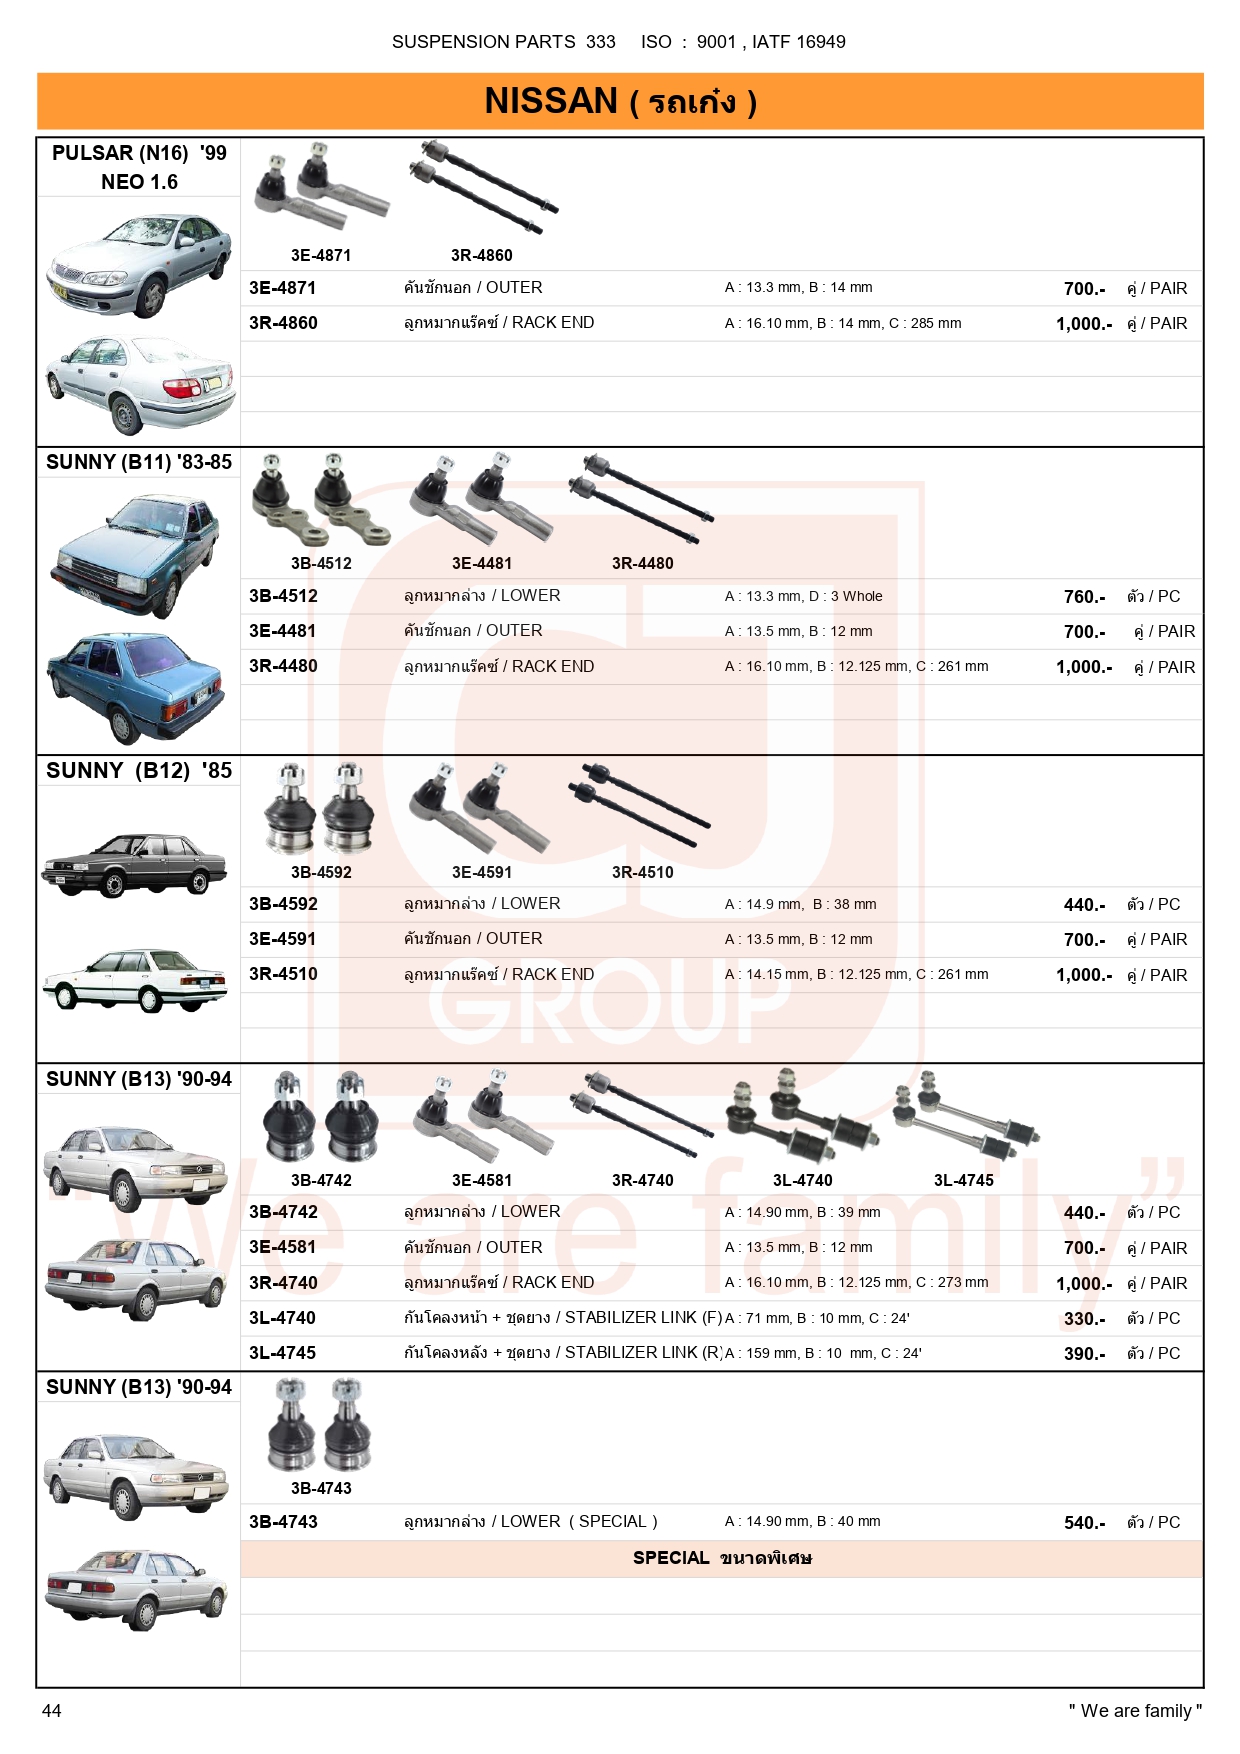 SUSPENSION PARTS  333     ISO  :  9001 , IATF 16949
NISSAN ( รถเก๋ง )
PULSAR (N16)  '99
NEO 1.6
3E-4871 3R-4860
3E-4871 คันชักนอก / OUTER A : 13.3 mm, B : 14 mm 700.- คู่ / PAIR
3R-4860 ลูกหมากแร๊คซ์ / RACK END A : 16.10 mm, B : 14 mm, C : 285 mm 1,000.- คู่ / PAIR
SUNNY (B11) '83-85
3B-4512 3E-4481 3R-4480
3B-4512 ลูกหมากล่าง / LOWER A : 13.3 mm, D : 3 Whole 760.- ตัว / PC
3E-4481 คันชักนอก / OUTER A : 13.5 mm, B : 12 mm 700.- คู่ / PAIR
3R-4480 ลูกหมากแร๊คซ์ / RACK END A : 16.10 mm, B : 12.125 mm, C : 261 mm 1,000.- คู่ / PAIR
SUNNY  (B12)  '85
3B-4592 3E-4591 3R-4510
3B-4592 ลูกหมากล่าง / LOWER A : 14.9 mm,  B : 38 mm 440.- ตัว / PC
3E-4591 คันชักนอก / OUTER A : 13.5 mm, B : 12 mm 700.- คู่ / PAIR
3R-4510 ลูกหมากแร๊คซ์ / RACK END A : 14.15 mm, B : 12.125 mm, C : 261 mm 1,000.- คู่ / PAIR
CJ
GROUP
SUNNY (B13) '90-94
3B-4742 3E-4581 3R-4740 3L-4740 3L-4745
"We are family"
3B-4742 ลูกหมากล่าง / LOWER A : 14.90 mm, B : 39 mm 440.- ตัว / PC
3E-4581 คันชักนอก / OUTER A : 13.5 mm, B : 12 mm 700.- คู่ / PAIR
3R-4740 ลูกหมากแร๊คซ์ / RACK END A : 16.10 mm, B : 12.125 mm, C : 273 mm 1,000.- คู่ / PAIR
3L-4740 กันโคลงหน้า + ชุดยาง / STABILIZER LINK (F) A : 71 mm, B : 10 mm, C : 24' 330.- ตัว / PC
3L-4745 กันโคลงหลัง + ชุดยาง / STABILIZER LINK (R) A : 159 mm, B : 10  mm, C : 24' 390.- ตัว / PC
SUNNY (B13) '90-94
3B-4743
3B-4743 ลูกหมากล่าง / LOWER  ( SPECIAL ) A : 14.90 mm, B : 40 mm 540.- ตัว / PC
SPECIAL  ขนาดพิเศษ
44 " We are family "